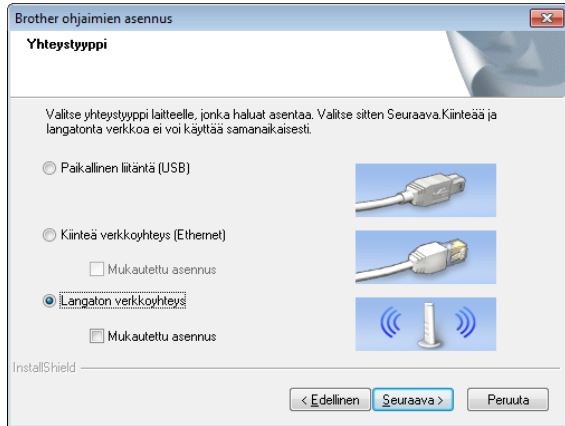 Brother ohjaimien asennus
Yhteystyyppi
Valitse yhteystyyppi laitteelle, jonka haluat asentaa. Valitse sitten Seuraava.Kiinteää ja
langatonta verkkoa ei voi käyttää samanaikaisesti.
Paikallinen liitäntä (USB)
Kiinteä verkkoyhteys (Ethernet)
Mukautettu asennus
Langaton verkkoyhteys
Mukautettu asennus
InstallShield
< Edellinen Seuraava > Peruuta